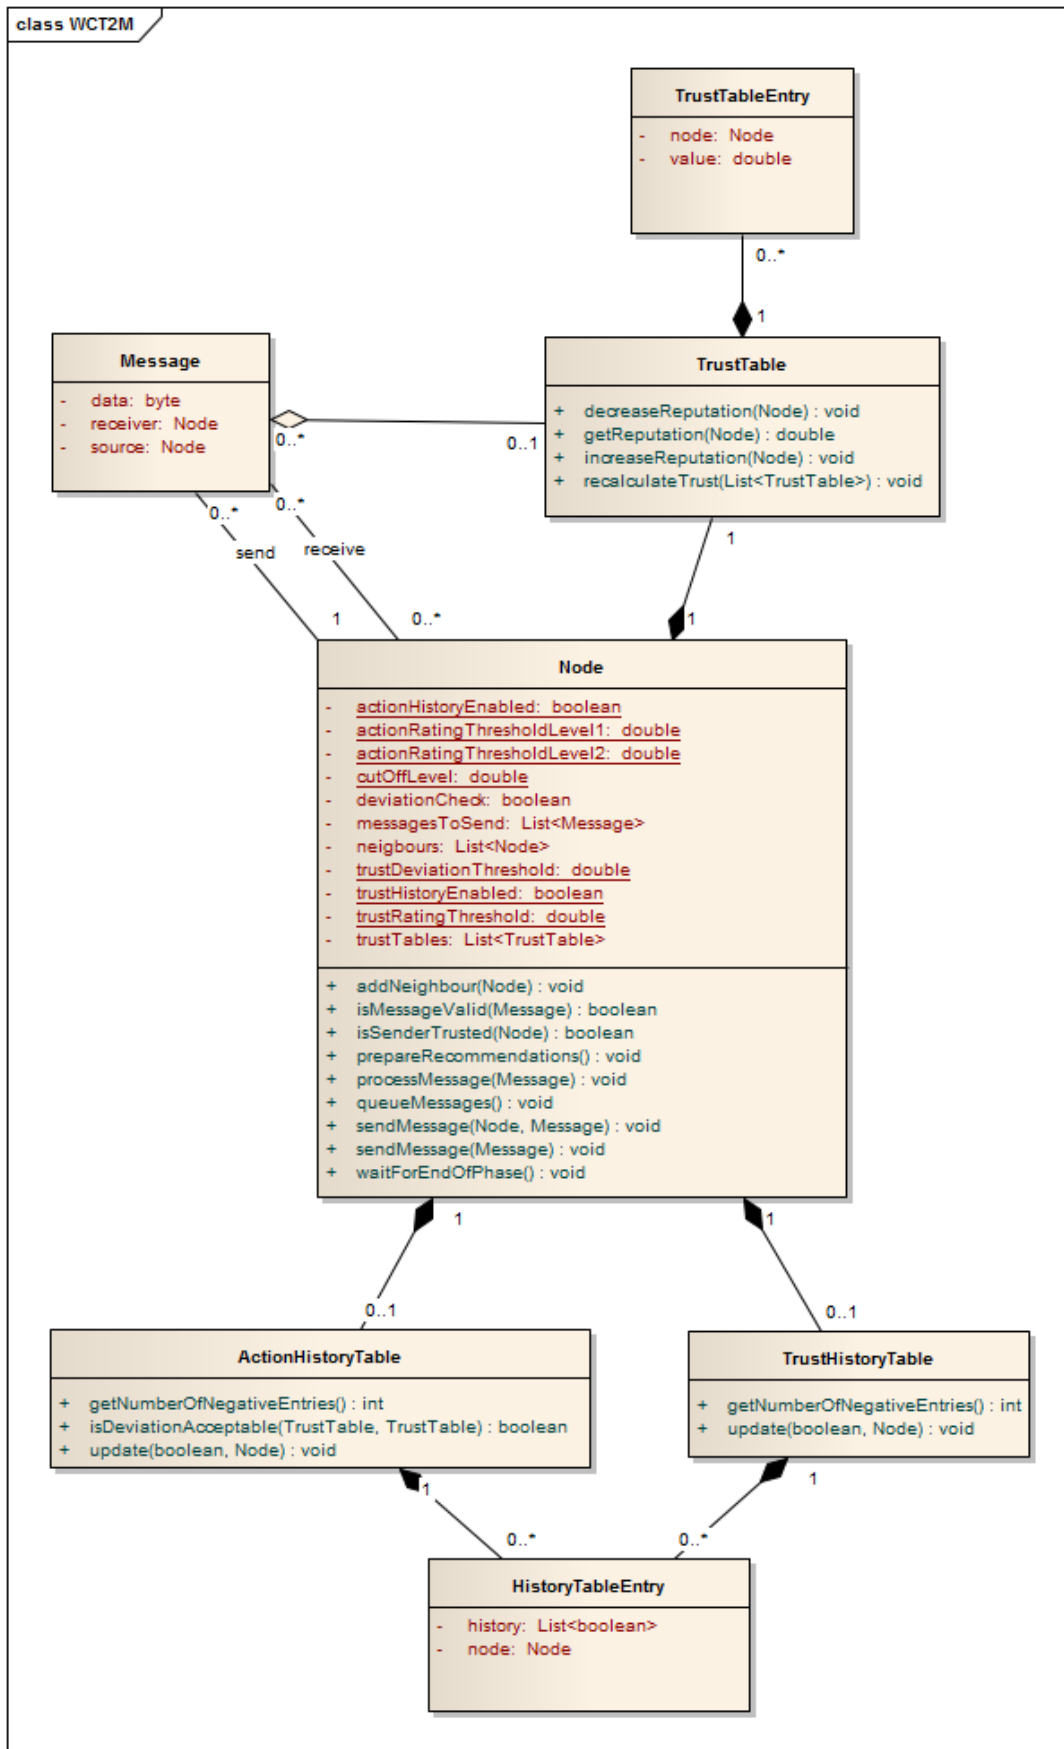 class WCT2M
TrustTableEntry
- node: Node
- value: double
0..*
1
Message
- data: byte
- receiver: Node
- source: Node
TrustTable
+ decreaseReputation(Node) : void
+ getReputation(Node) : double
+ increaseReputation(Node) : void
+ recalculateTrust(List<TrustTable>) : void
0..*
0..1
0..*
0..*
send
receive
1
1
0..*
1
Node
- actionHistoryEnabled: boolean
- actionRatingThresholdLevel1: double
- actionRatingThresholdLevel2: double
- cutOffLevel: double
- deviationCheck: boolean
- messagesToSend: List<Message>
- neigbours: List<Node>
- trustDeviationThreshold: double
- trustHistoryEnabled: boolean
- trustRatingThreshold: double
- trustTables: List<TrustTable>
+ addNeighbour(Node) : void
+ isMessageValid(Message) : boolean
+ isSenderTrusted(Node) : boolean
+ prepareRecommendations() : void
+ processMessage(Message) : void
+ queueMessages() : void
+ sendMessage(Node, Message) : void
+ sendMessage(Message) : void
+ waitForEndOfPhase() : void
1
1
0..1
0..1
ActionHistoryTable
+ getNumberOfNegativeEntries() : int
+ isDeviationAcceptable(TrustTable, TrustTable) : boolean
+ update(boolean, Node) : void
TrustHistoryTable
+ getNumberOfNegativeEntries() : int
+ update(boolean, Node) : void
1
1
0..*
0..*
HistoryTableEntry
- history: List<boolean>
- node: Node